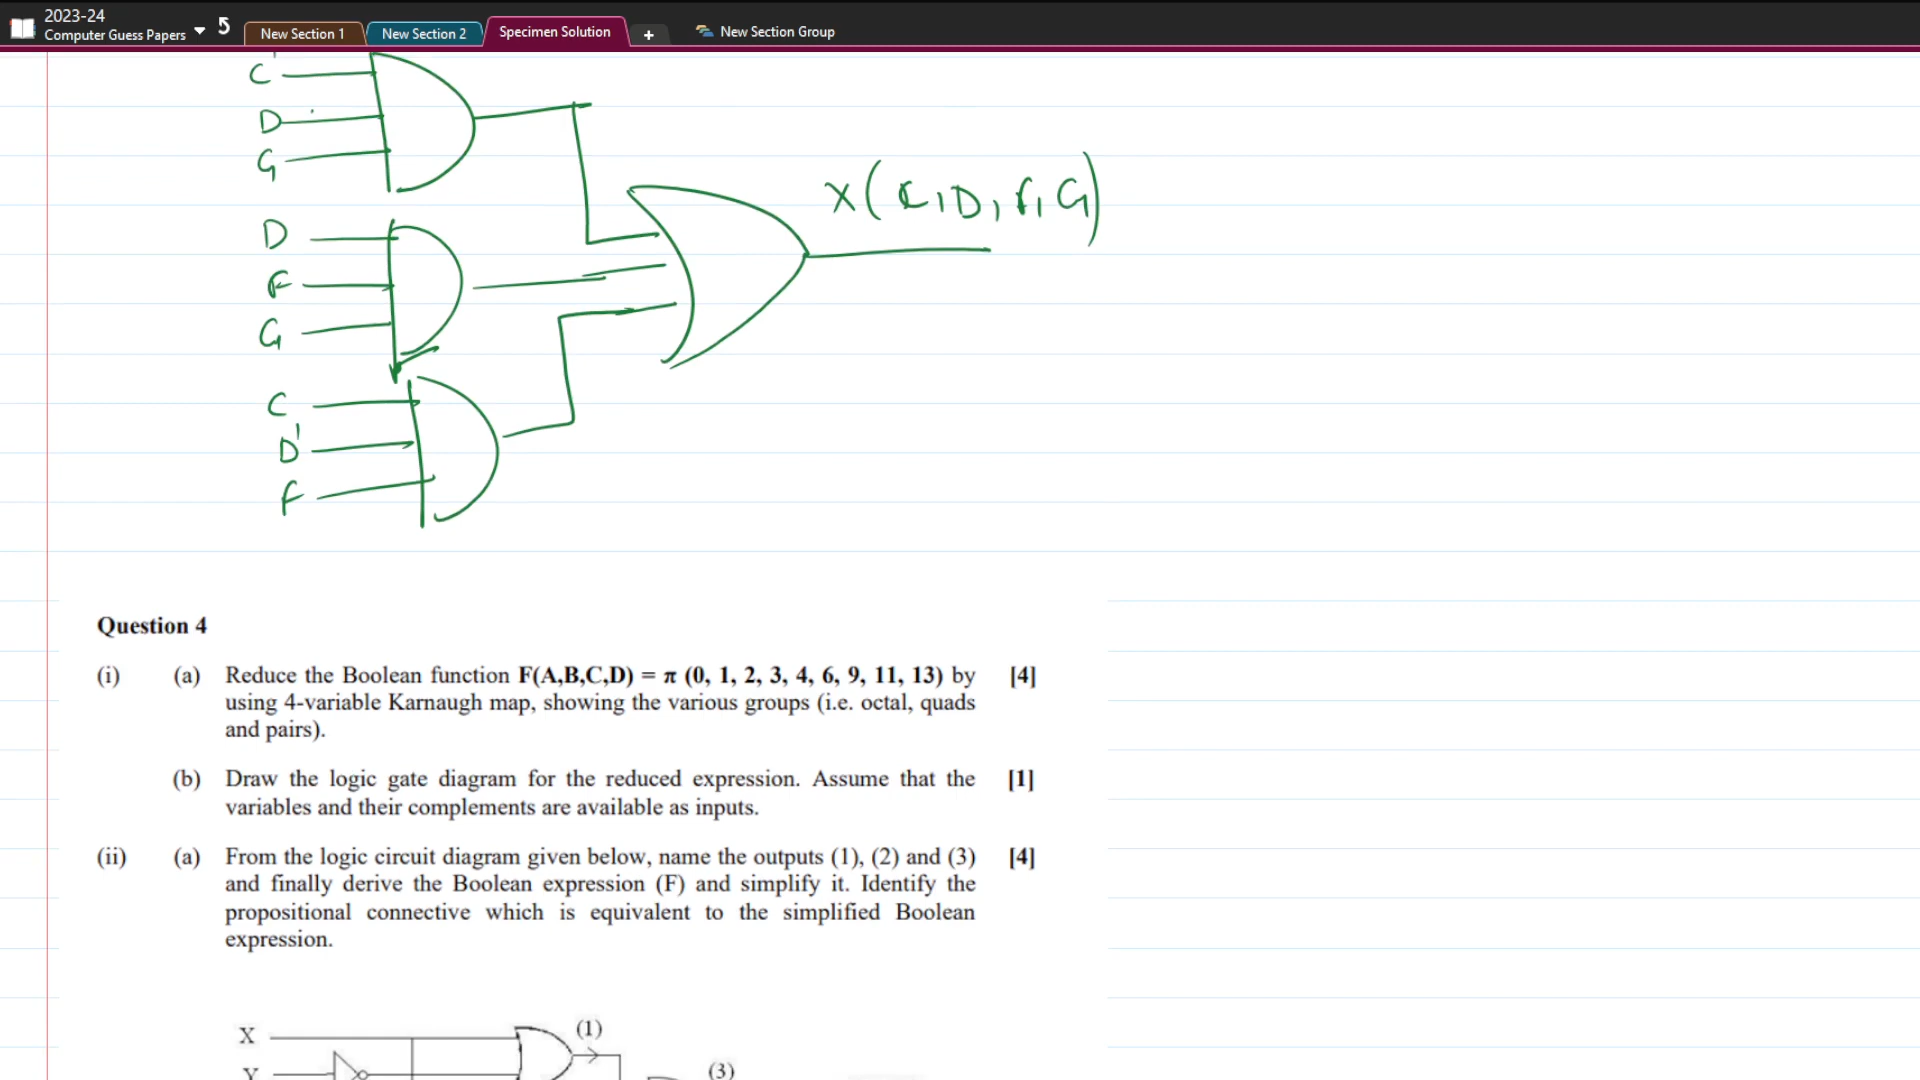 2023-24
Computer Guess Papers
New Section 1
New Section 2
Specimen Solution
+
New Section Group
C'
D
G
D
F
G
C
D'
F
X(C,D,F,G)
Question 4
(i) (a) Reduce the Boolean function F(A,B,C,D) = π (0, 1, 2, 3, 4, 6, 9, 11, 13) by [4]
using 4-variable Karnaugh map, showing the various groups (i.e. octal, quads
and pairs).
(b) Draw the logic gate diagram for the reduced expression. Assume that the [1]
variables and their complements are available as inputs.
(ii) (a) From the logic circuit diagram given below, name the outputs (1), (2) and (3) [4]
and finally derive the Boolean expression (F) and simplify it. Identify the
propositional connective which is equivalent to the simplified Boolean
expression.
X (1)
Y (3)